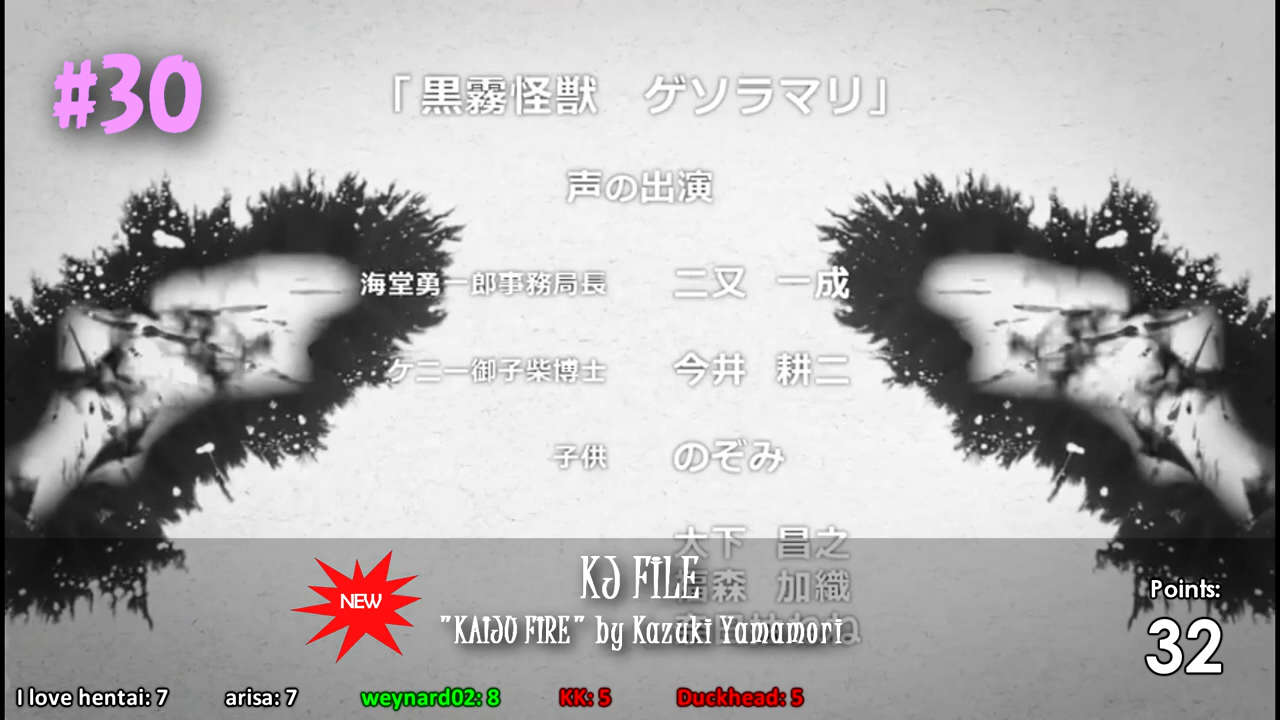 #30
「黒霧怪獣 ゲソラマリ」
声の出演
海堂勇一郎事務局長 二又 一成
ケニー御子柴博士 今井 耕二
子供 のぞみ
大下 昌之
福森 加織
NEW
KJ FILE
"KAIJU FIRE" by Kazuki Yamamori
Points:
32
I love hentai: 7 arisa: 7 weynard02: 8 KK: 5 Duckhead: 5